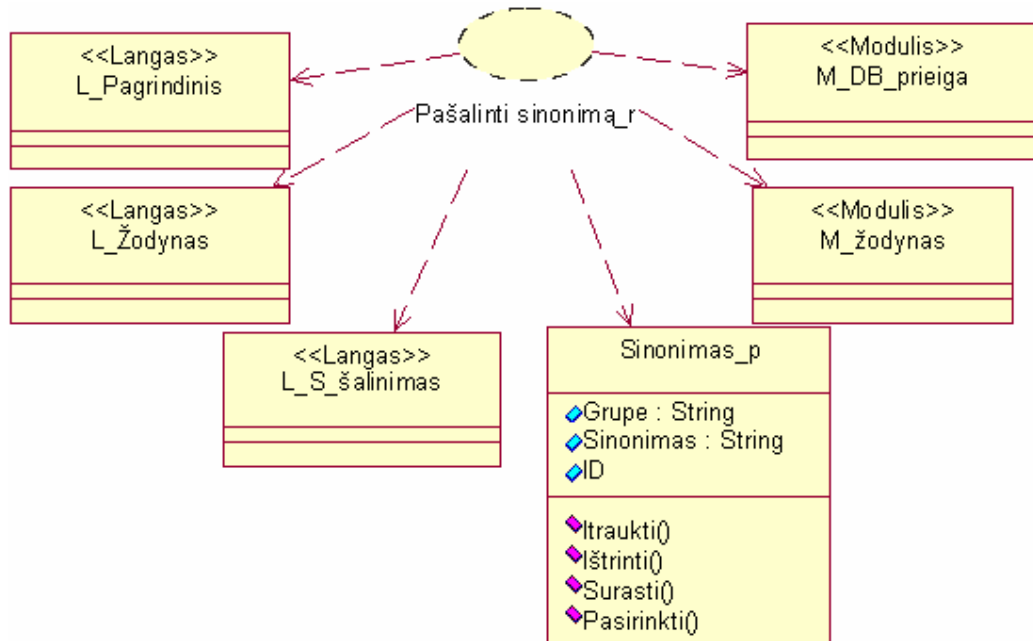 <<Langas>>
L_Pagrindinis
<<Modulis>>
M_DB_prieiga
Pašalinti sinonimą_r
<<Langas>>
L_Žodynas
<<Modulis>>
M_žodynas
<<Langas>>
L_S_šalinimas
Sinonimas_p
Grupe : String
Sinonimas : String
ID
Itraukti()
Ištrinti()
Surasti()
Pasirinkti()